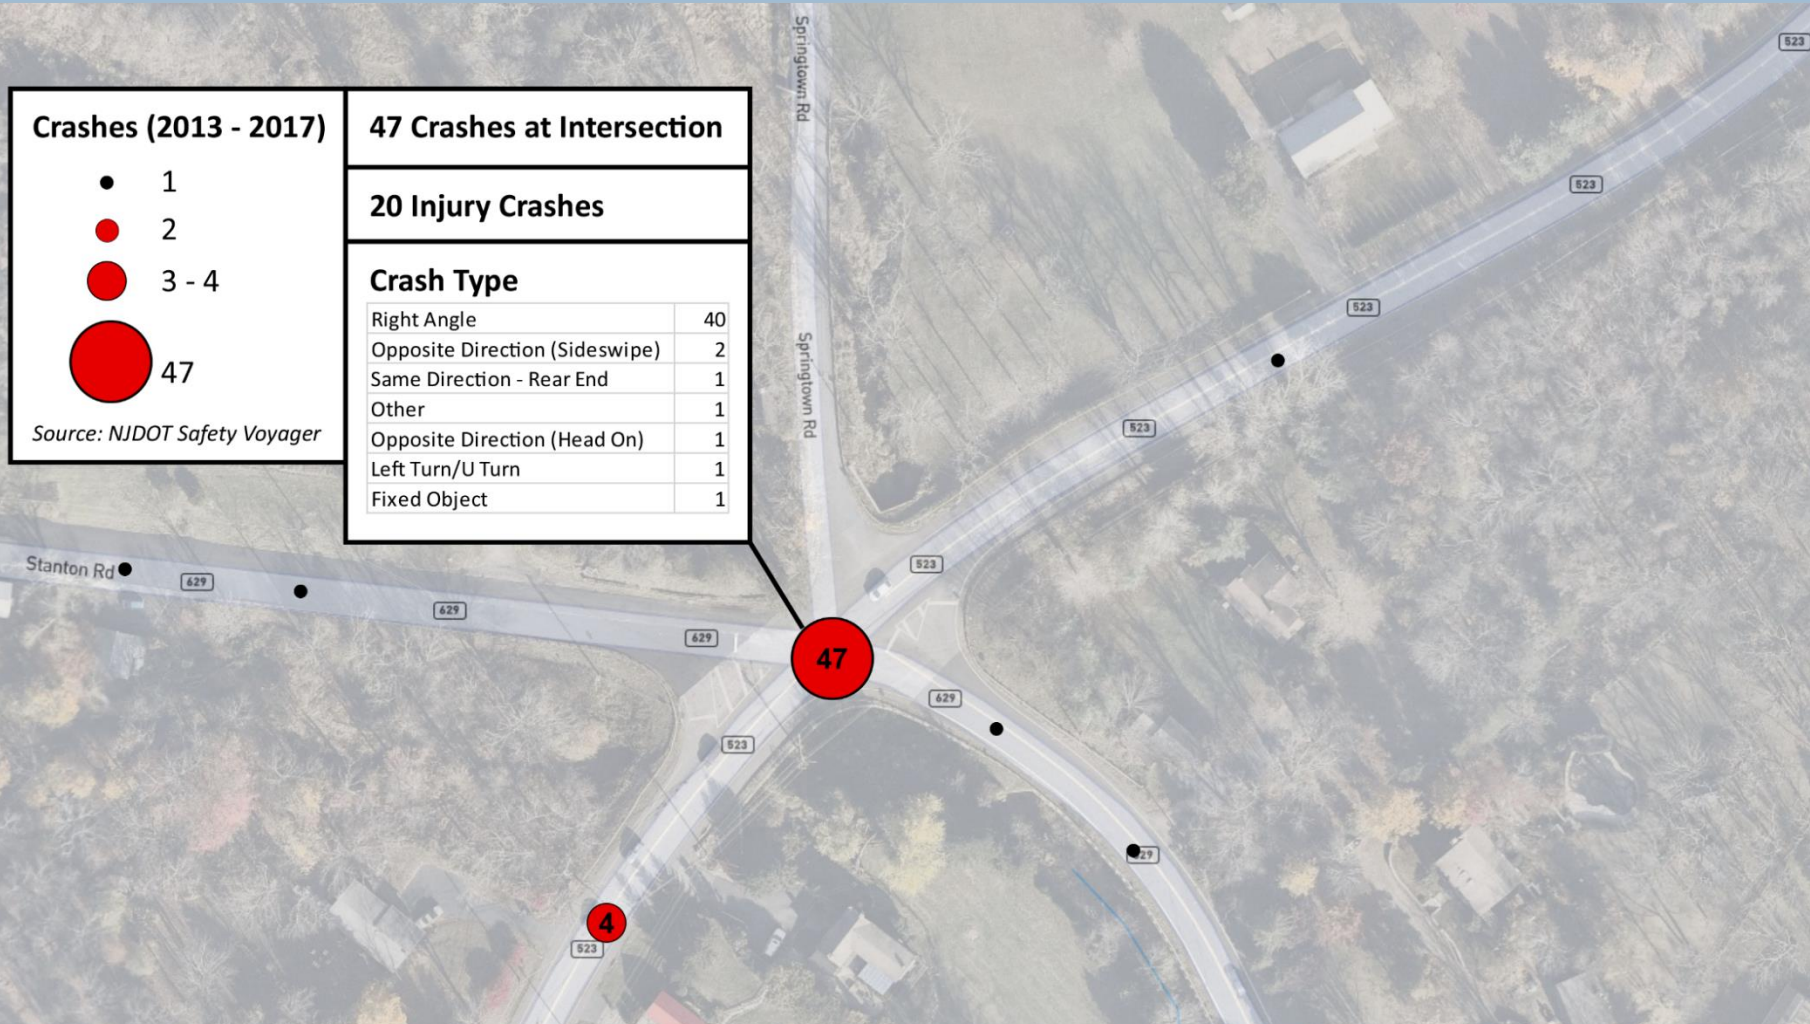 Crashes (2013 - 2017)
1
2
3 - 4
47
Source: NJDOT Safety Voyager
47 Crashes at Intersection
20 Injury Crashes
Crash Type
Right Angle 40
Opposite Direction (Sideswipe) 2
Same Direction - Rear End 1
Other 1
Opposite Direction (Head On) 1
Left Turn/U Turn 1
Fixed Object 1
Springtown Rd
Springtown Rd
523
523
523
523
523
Stanton Rd
629
629
629
47
629
523
4
523